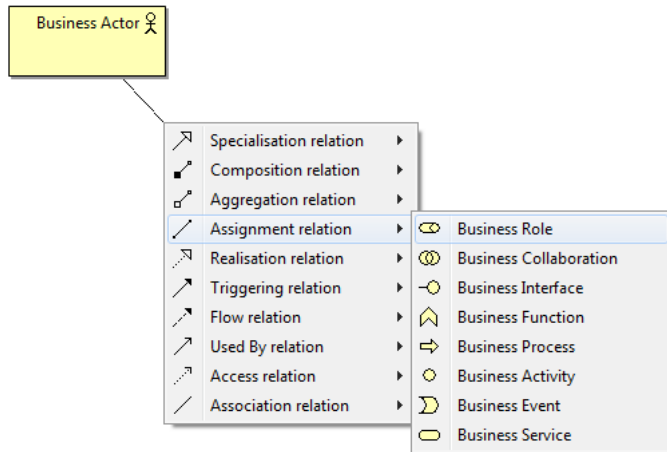 Business Actor
Specialisation relation
Composition relation
Aggregation relation
Assignment relation
Realisation relation
Triggering relation
Flow relation
Used By relation
Access relation
Association relation
Business Role
Business Collaboration
Business Interface
Business Function
Business Process
Business Activity
Business Event
Business Service